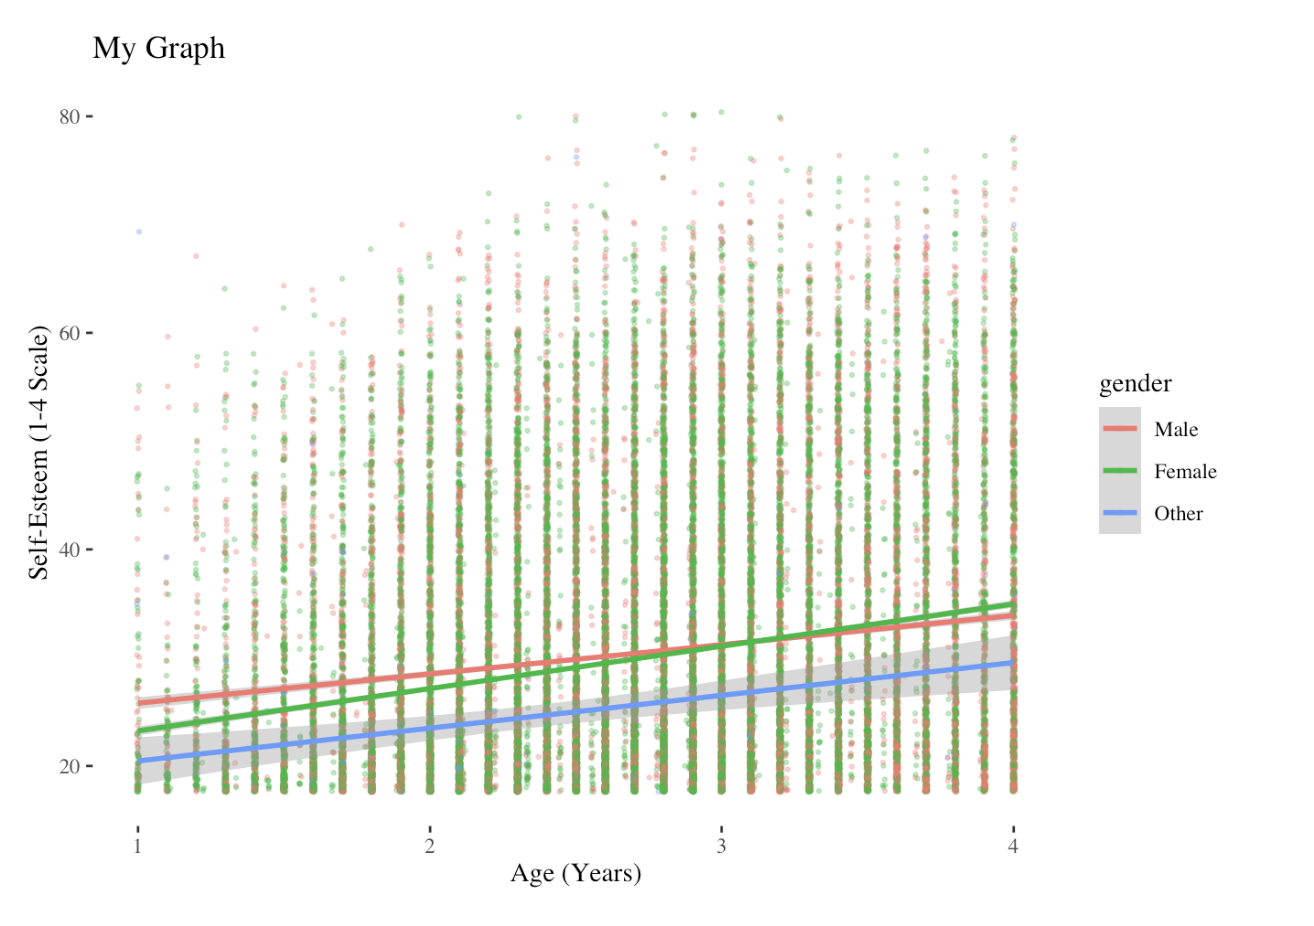 My Graph
80
60
40
20
Self-Esteem (1-4 Scale)
1 2 3 4
Age (Years)
gender
Male
Female
Other